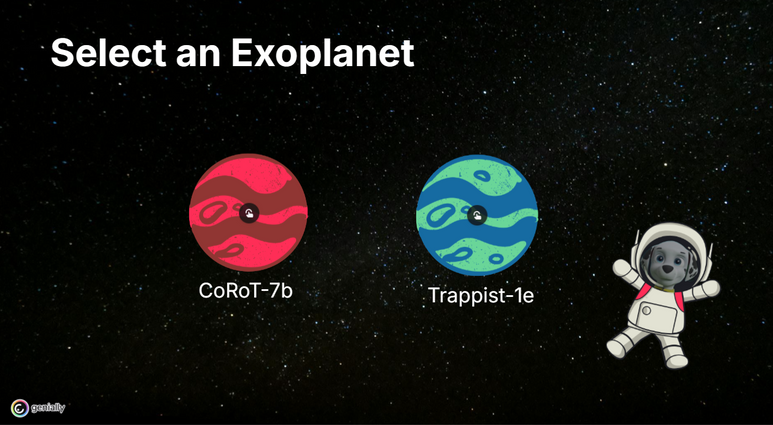 Select an Exoplanet
CoRoT-7b
Trappist-1e
genially